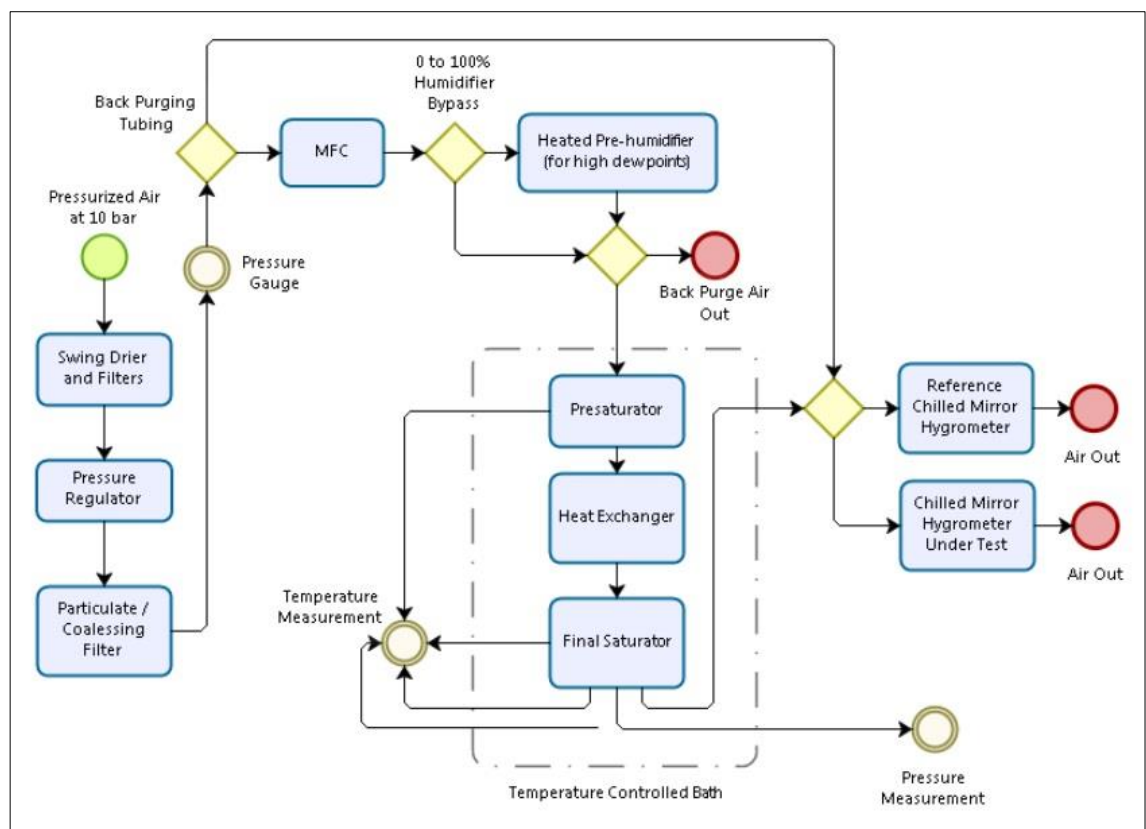 0 to 100%
Humidifier
Bypass
Back Purging
Tubing
MFC
Heated Pre-humidifier
(for high dewpoints)
Pressurized Air
at 10 bar
Pressure
Gauge
Back Purge Air
Out
Swing Drier
and Filters
Presaturator
Reference
Chilled Mirror
Hygrometer
Air Out
Pressure
Regulator
Heat Exchanger
Chilled Mirror
Hygrometer
Under Test
Air Out
Particulate /
Coalessing
Filter
Temperature
Measurement
Final Saturator
Pressure
Measurement
Temperature Controlled Bath